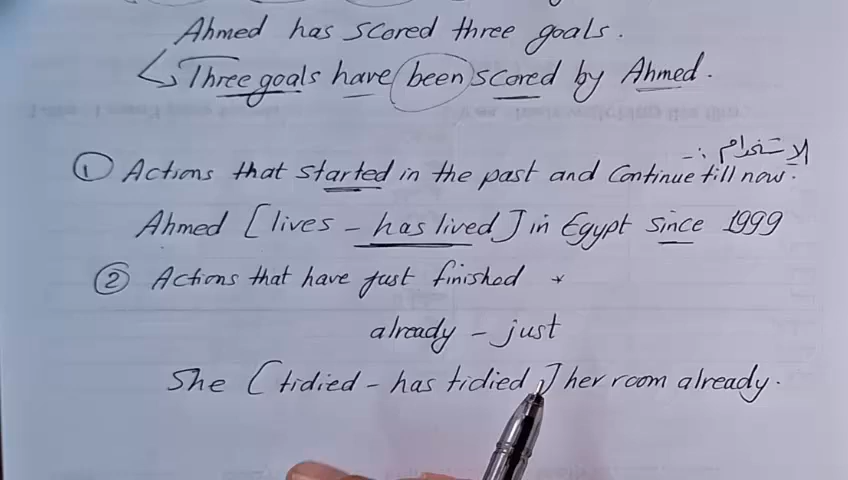 Ahmed has scored three goals.
Three goals have been scored by Ahmed.
الاستخدام :-
① Actions that started in the past and continue till now.
Ahmed [lives - has lived] in Egypt since 1999
② Actions that have just finished *
already - just
She [tidied - has tidied] her room already.